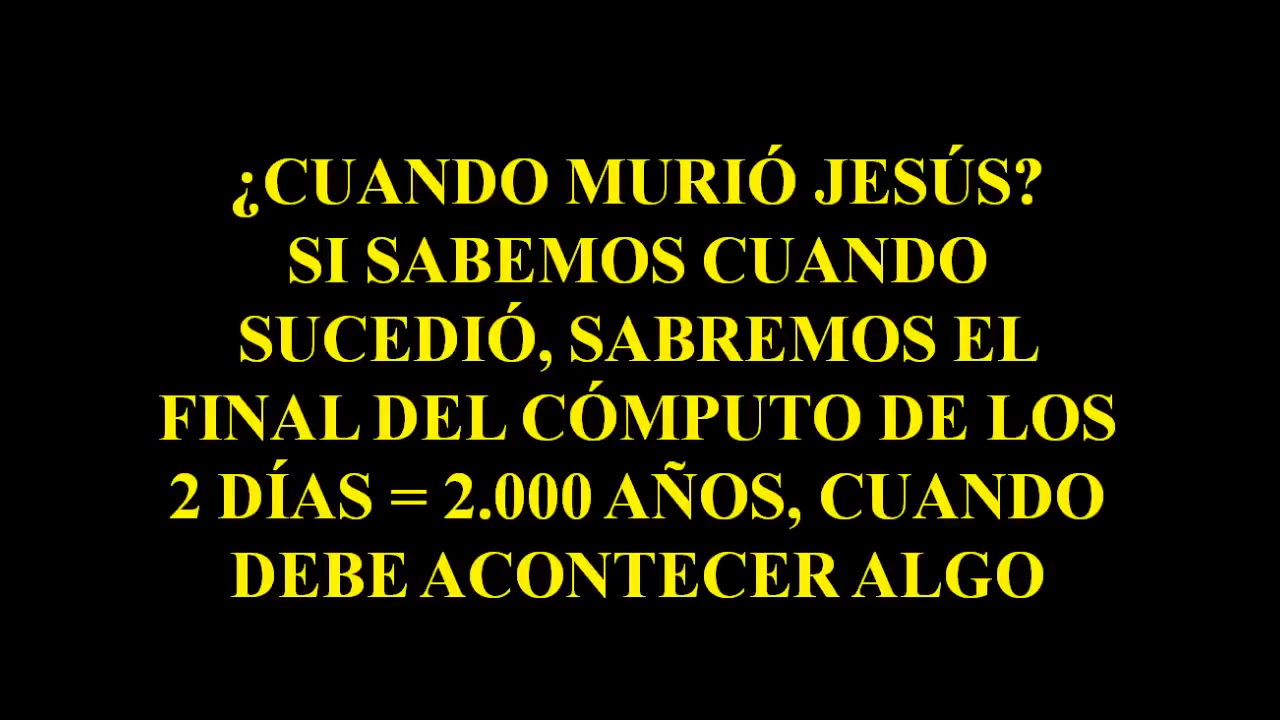 ¿CUANDO MURIÓ JESÚS?
SI SABEMOS CUANDO
SUCEDIÓ, SABREMOS EL
FINAL DEL CÓMPUTO DE LOS
2 DÍAS = 2.000 AÑOS, CUANDO
DEBE ACONTECER ALGO